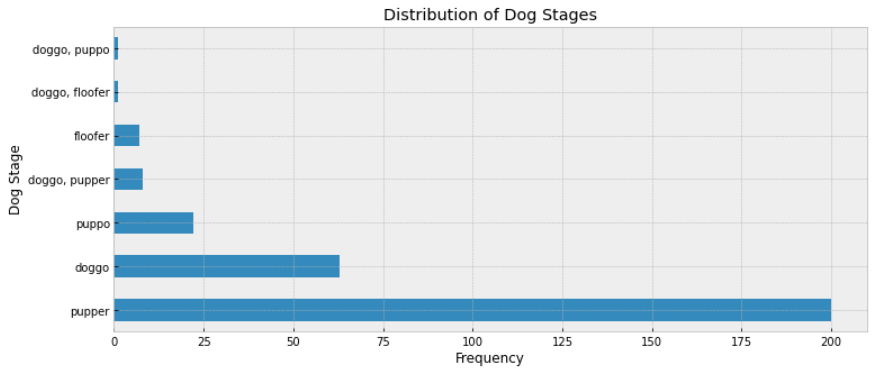 Distribution of Dog Stages
doggo, puppo
doggo, floofer
floofer
doggo, pupper
puppo
doggo
pupper
Dog Stage
0 25 50 75 100 125 150 175 200
Frequency